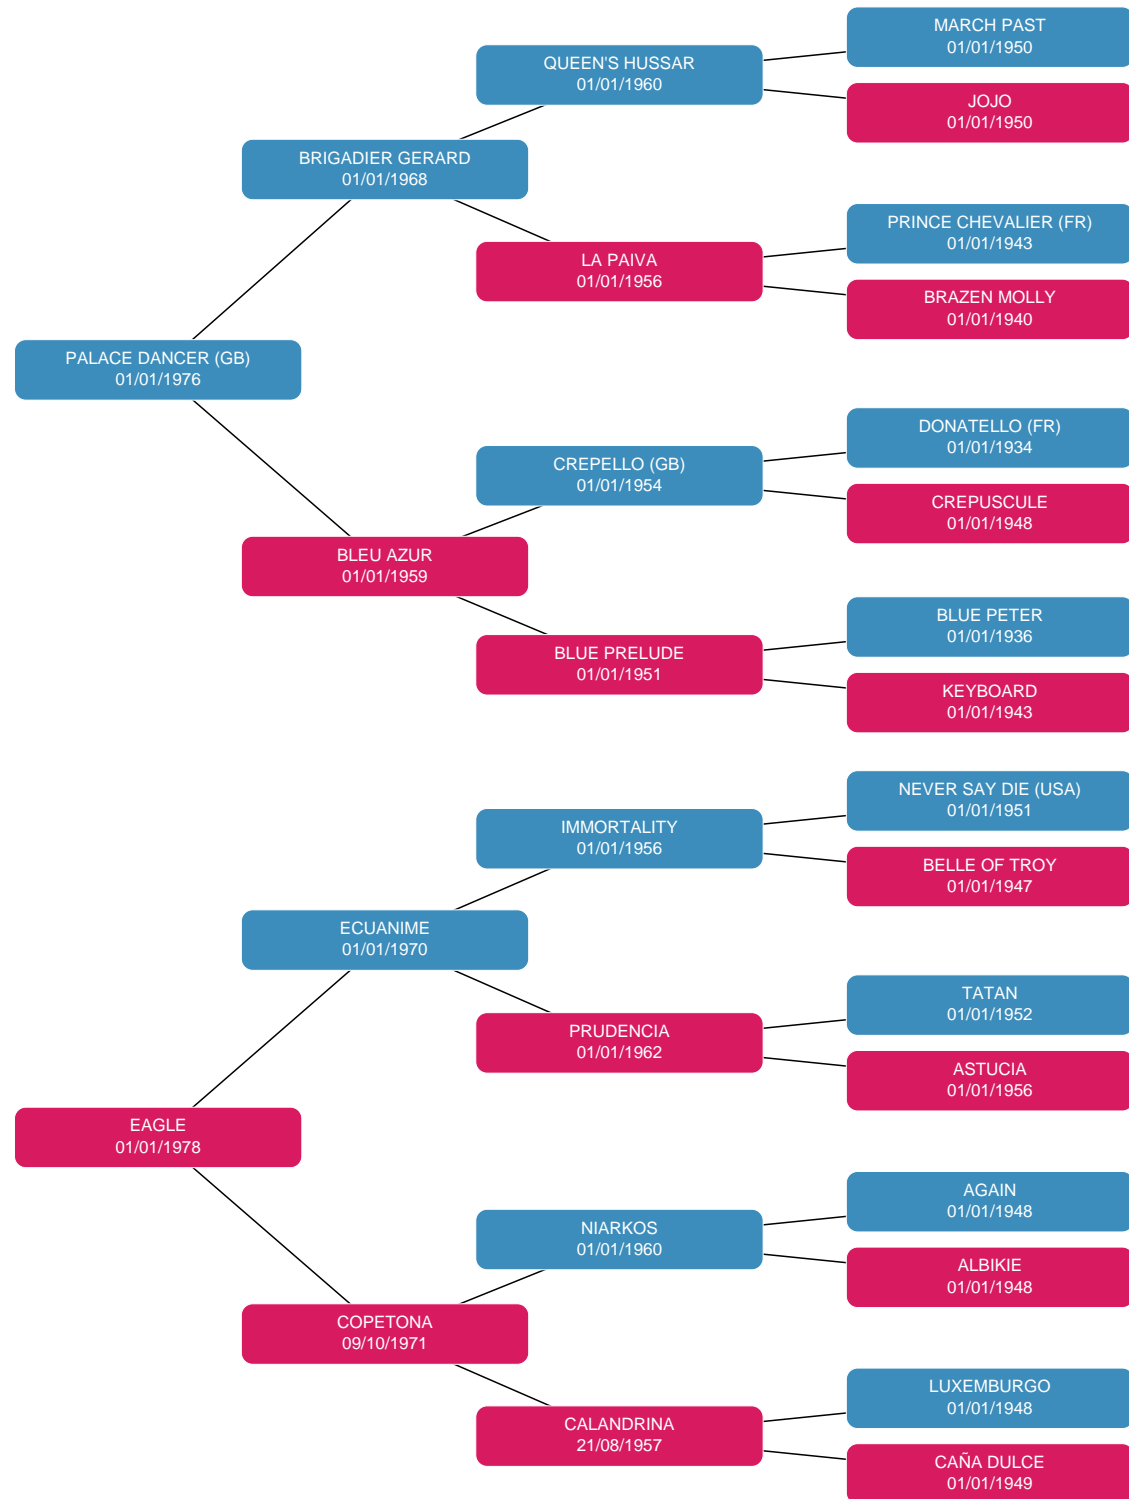 MARCH PAST
01/01/1950
QUEEN'S HUSSAR
01/01/1960
JOJO
01/01/1950
BRIGADIER GERARD
01/01/1968
PRINCE CHEVALIER (FR)
01/01/1943
LA PAIVA
01/01/1956
BRAZEN MOLLY
01/01/1940
PALACE DANCER (GB)
01/01/1976
DONATELLO (FR)
01/01/1934
CREPELLO (GB)
01/01/1954
CREPUSCULE
01/01/1948
BLEU AZUR
01/01/1959
BLUE PETER
01/01/1936
BLUE PRELUDE
01/01/1951
KEYBOARD
01/01/1943
NEVER SAY DIE (USA)
01/01/1951
IMMORTALITY
01/01/1956
BELLE OF TROY
01/01/1947
ECUANIME
01/01/1970
TATAN
01/01/1952
PRUDENCIA
01/01/1962
ASTUCIA
01/01/1956
EAGLE
01/01/1978
AGAIN
01/01/1948
NIARKOS
01/01/1960
ALBIKIE
01/01/1948
COPETONA
09/10/1971
LUXEMBURGO
01/01/1948
CALANDRINA
21/08/1957
CAÑA DULCE
01/01/1949